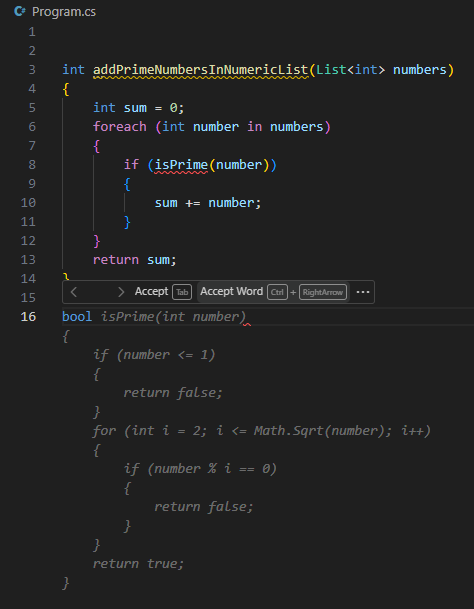 C# Program.cs
1
2
3 int addPrimeNumbersInNumericList(List<int> numbers)
4 {
5 int sum = 0;
6 foreach (int number in numbers)
7 {
8 if (isPrime(number))
9 {
10 sum += number;
11 }
12 }
13 return sum;
14 }
15 < > Accept Tab Accept Word Ctrl + RightArrow ...
16 bool isPrime(int number)
{
if (number <= 1)
{
return false;
}
for (int i = 2; i <= Math.Sqrt(number); i++)
{
if (number % i == 0)
{
return false;
}
}
return true;
}